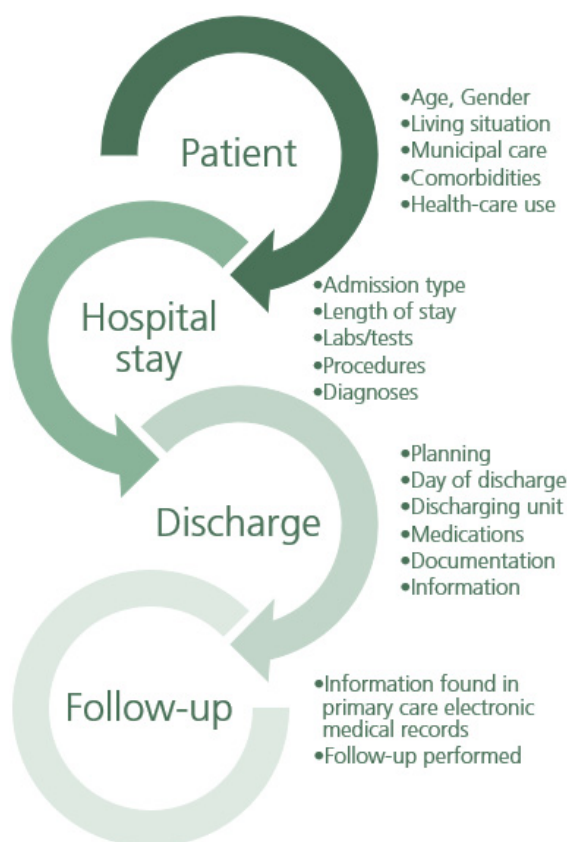 Patient
•Age, Gender
•Living situation
•Municipal care
•Comorbidities
•Health-care use
Hospital
stay
•Admission type
•Length of stay
•Labs/tests
•Procedures
•Diagnoses
Discharge
•Planning
•Day of discharge
•Discharging unit
•Medications
•Documentation
•Information
Follow-up
•Information found in
primary care electronic
medical records
•Follow-up performed